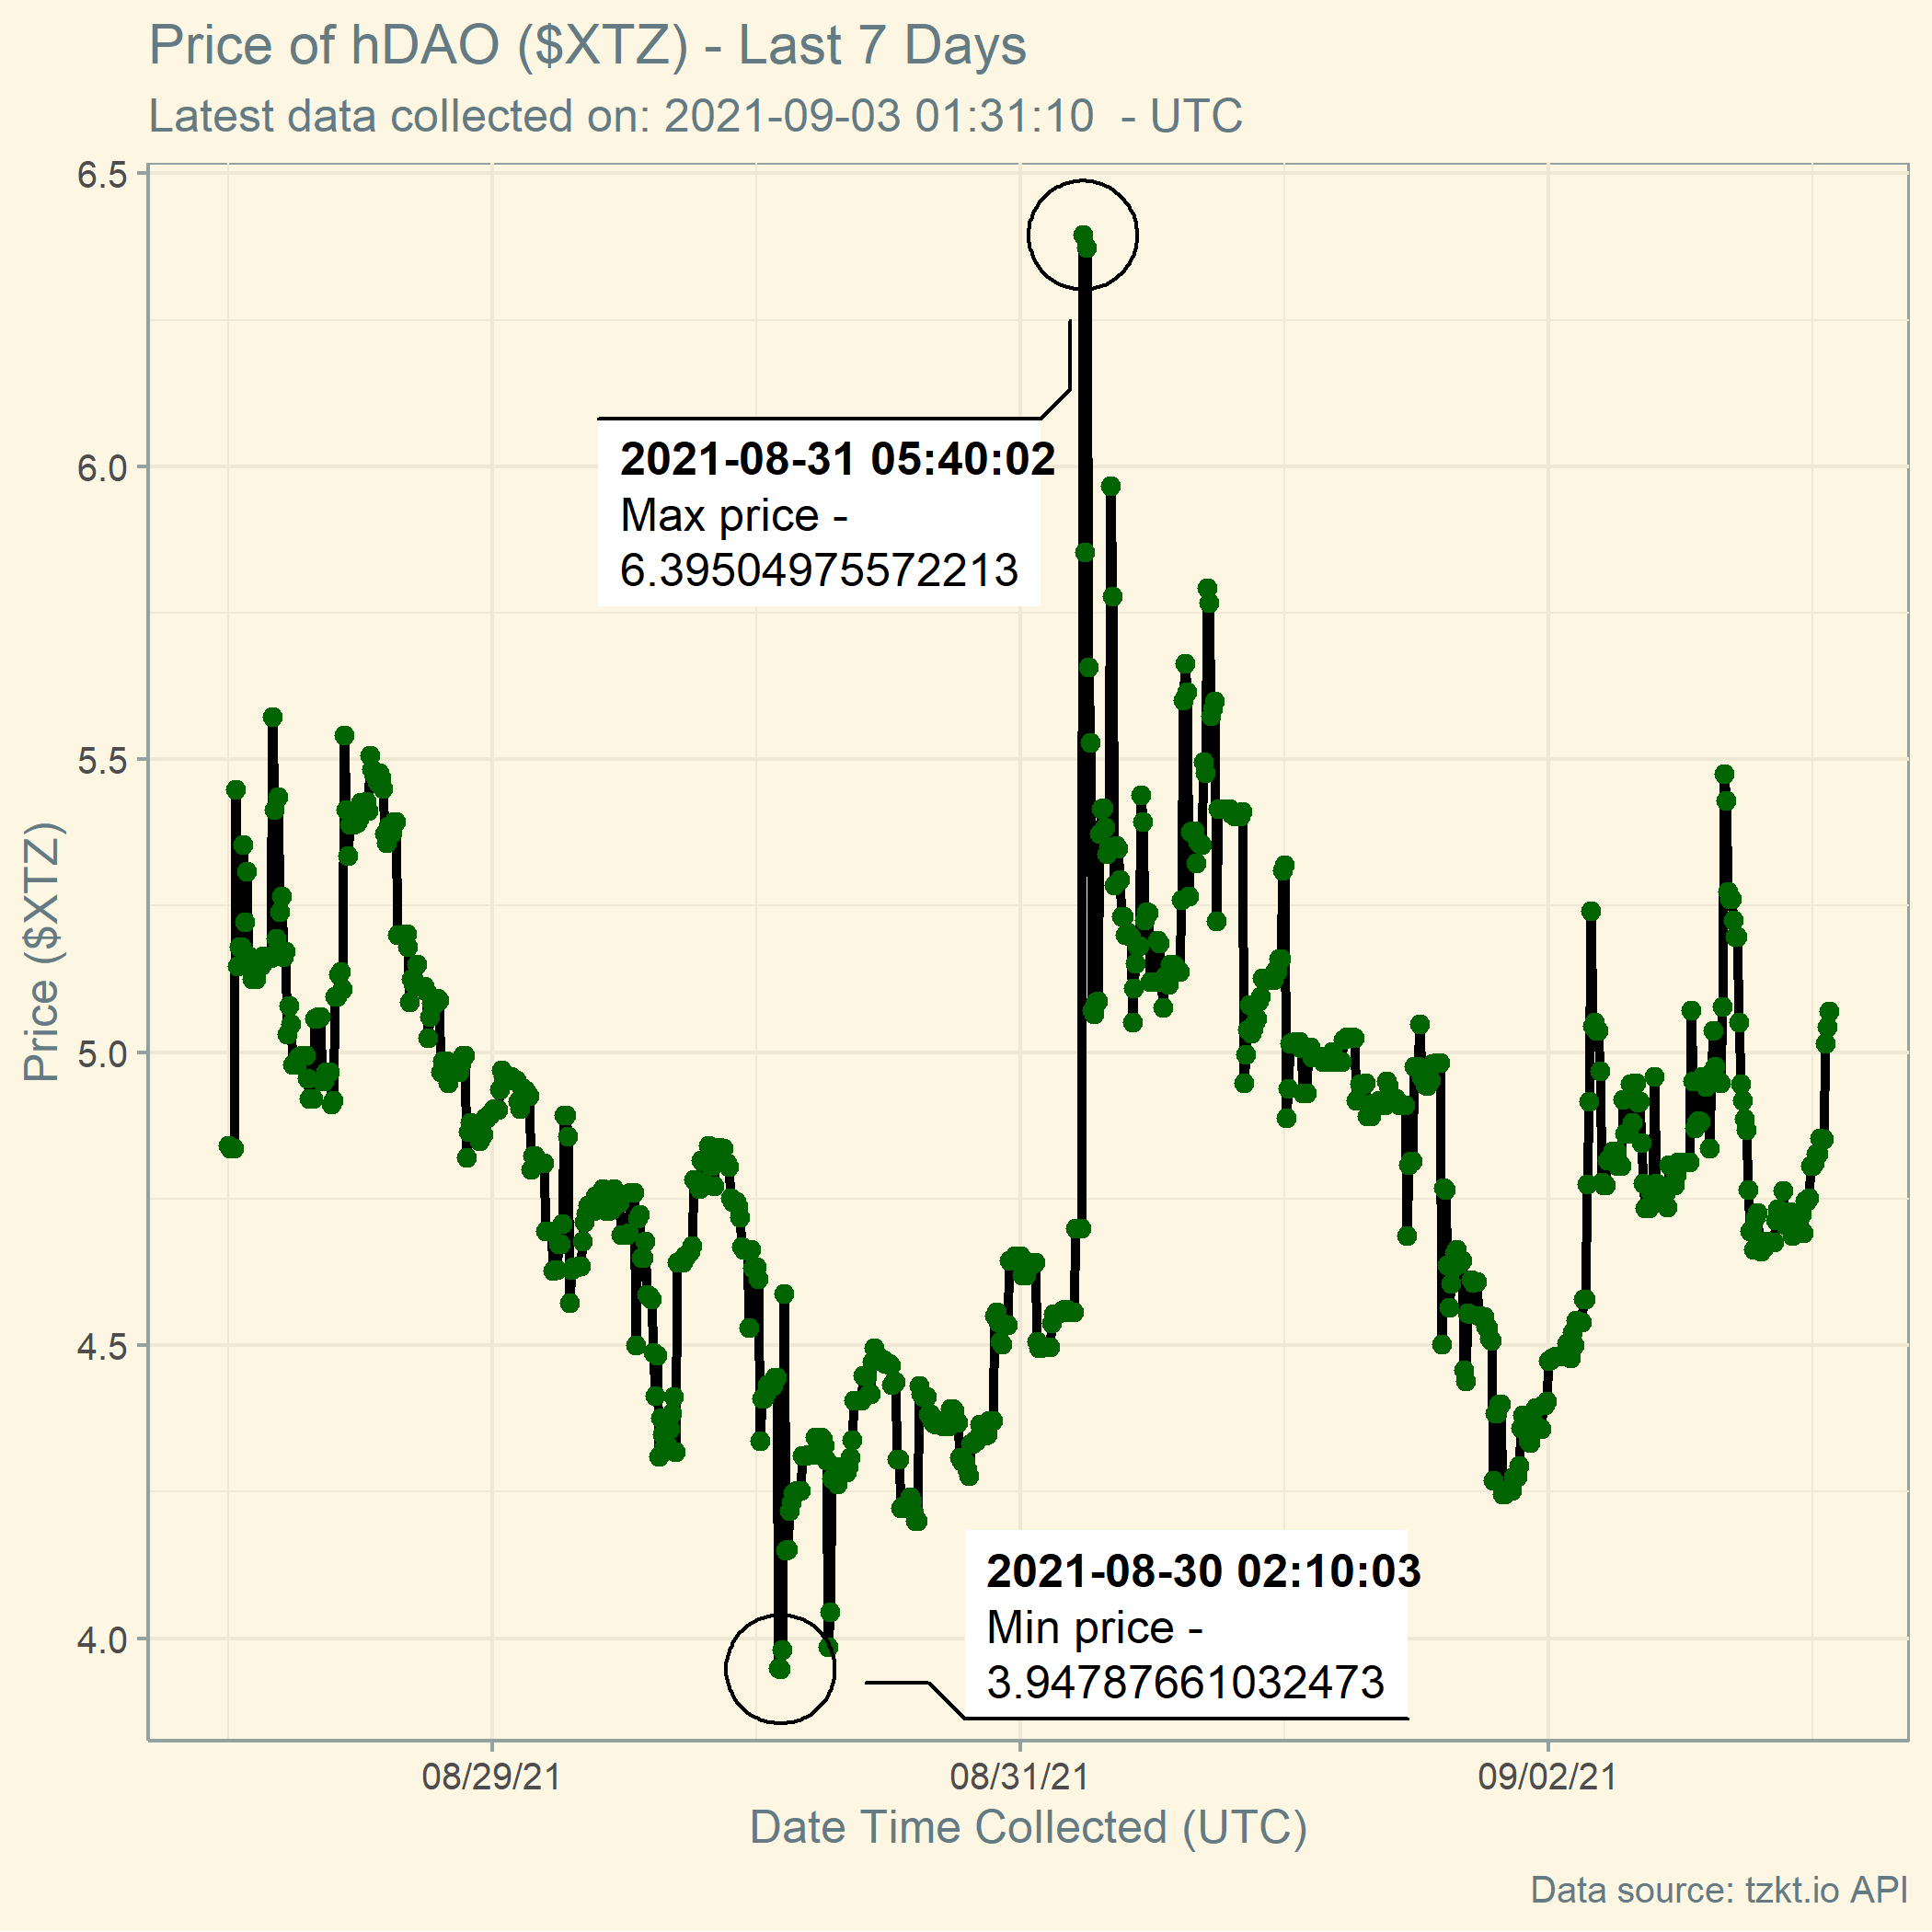 Price of hDAO ($XTZ) - Last 7 Days
Latest data collected on: 2021-09-03 01:31:10  - UTC
6.5
6.0
5.5
5.0
4.5
4.0
Price ($XTZ)
2021-08-31 05:40:02
Max price -
6.39504975572213
2021-08-30 02:10:03
Min price -
3.94787661032473
08/29/21
08/31/21
09/02/21
Date Time Collected (UTC)
Data source: tzkt.io API